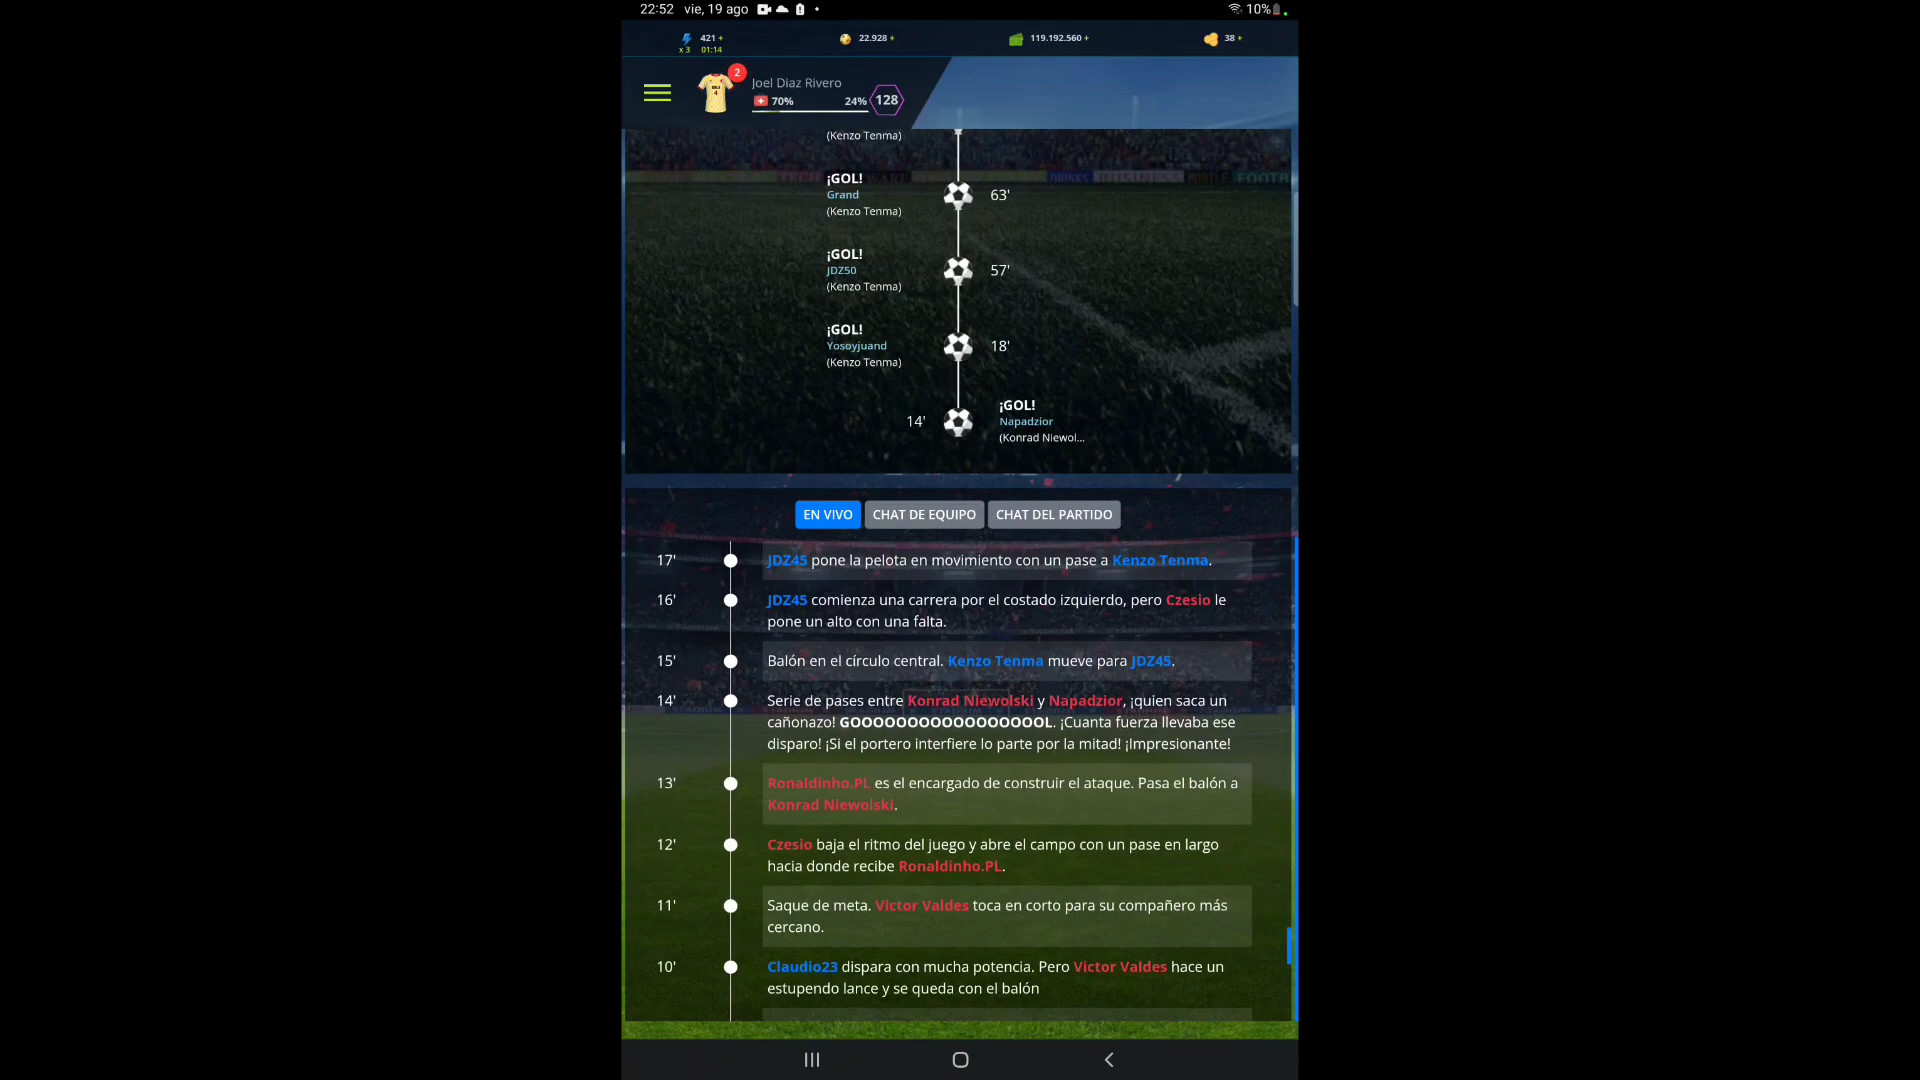 22:52 vie, 19 ago
10%
421 +
x 3 01:14
22.928 +
119.192.560 +
38 +
2
Joel Diaz Rivero
70% 24% 128
(Kenzo Tenma)
¡GOL!
Grand
(Kenzo Tenma)
63'
¡GOL!
JDZ50
(Kenzo Tenma)
57'
¡GOL!
Yosoyjuand
(Kenzo Tenma)
18'
14'
¡GOL!
Napadzior
(Konrad Niewol...
EN VIVO CHAT DE EQUIPO CHAT DEL PARTIDO
17' JDZ45 pone la pelota en movimiento con un pase a Kenzo Tenma.
16' JDZ45 comienza una carrera por el costado izquierdo, pero Czesio le
pone un alto con una falta.
15' Balón en el círculo central. Kenzo Tenma mueve para JDZ45.
14' Serie de pases entre Konrad Niewolski y Napadzior, ¡quien saca un
cañonazo! GOOOOOOOOOOOOOOOOOL. ¡Cuanta fuerza llevaba ese
disparo! ¡Si el portero interfiere lo parte por la mitad! ¡Impresionante!
13' Ronaldinho.PL es el encargado de construir el ataque. Pasa el balón a
Konrad Niewolski.
12' Czesio baja el ritmo del juego y abre el campo con un pase en largo
hacia donde recibe Ronaldinho.PL.
11' Saque de meta. Victor Valdes toca en corto para su compañero más
cercano.
10' Claudio23 dispara con mucha potencia. Pero Victor Valdes hace un
estupendo lance y se queda con el balón